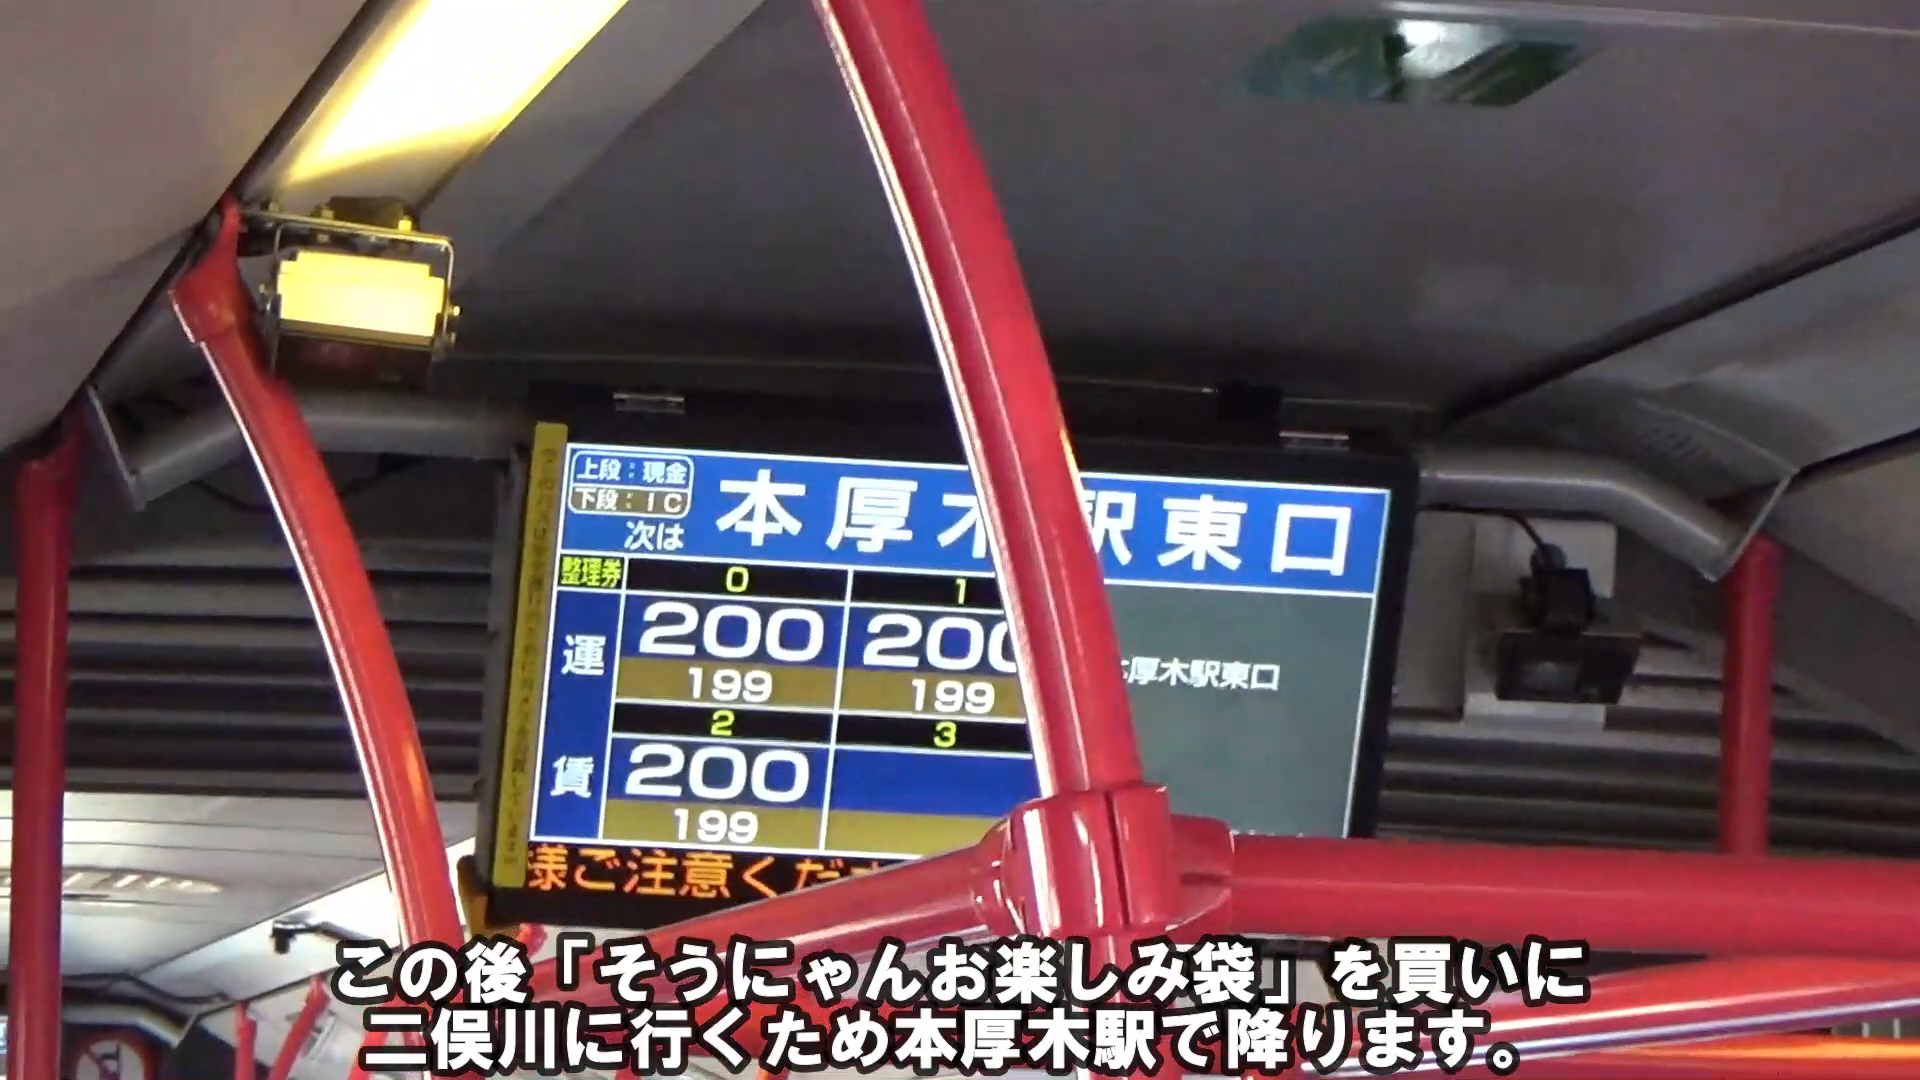 上段：現金
下段：ＩＣ
次は
本厚木駅東口
整理券 0 1
運賃
200 200
199 199
2 3
200
199
厚木駅東口
様ご注意くだ
この後「そうにゃんお楽しみ袋」を買いに
二俣川に行くため本厚木駅で降ります。